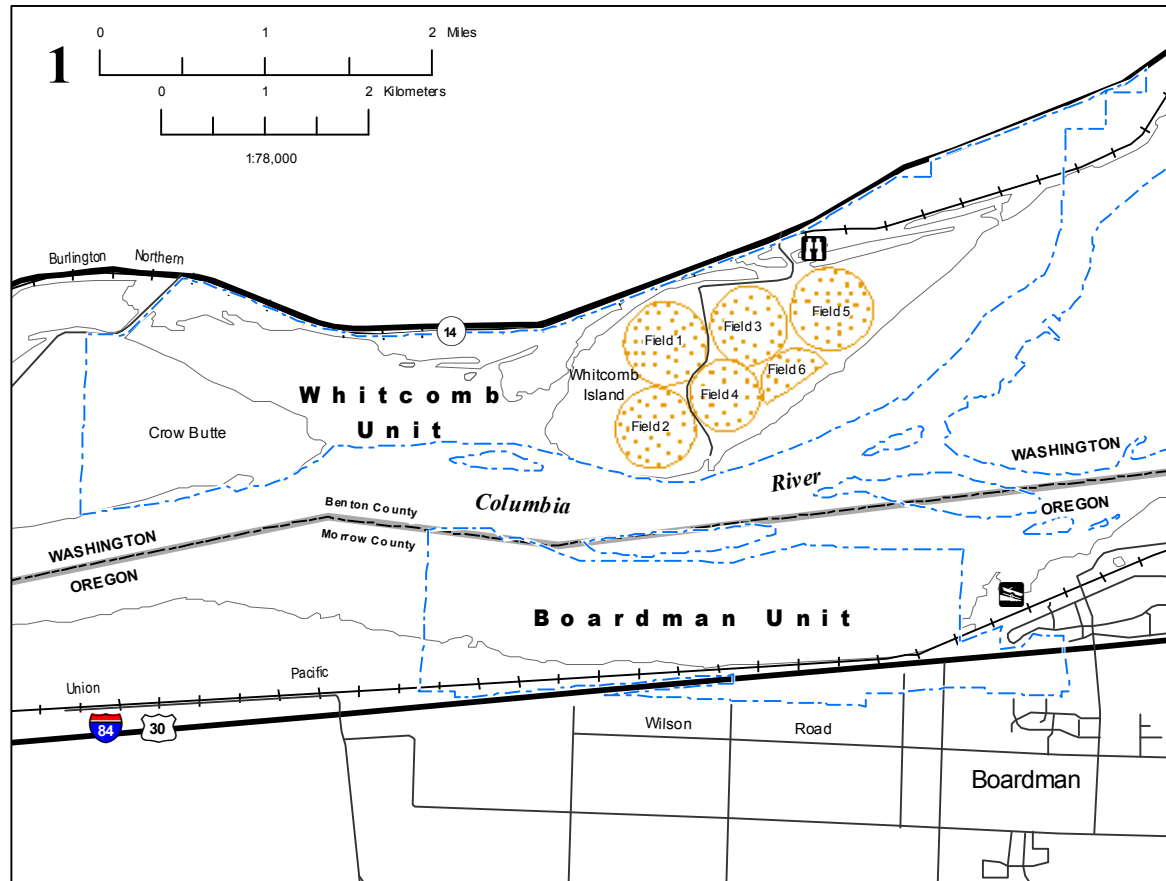 1
0 1 2 Miles
0 1 2 Kilometers
1:78,000
Burlington Northern
14
Field 1
Field 3
Field 5
Field 6
Whitcomb
Island
Field 4
Field 2
Whitcomb
Unit
Crow Butte
Columbia River
WASHINGTON
OREGON
Benton County
Morrow County
WASHINGTON
OREGON
Boardman Unit
Union Pacific
84
30
Wilson Road
Boardman